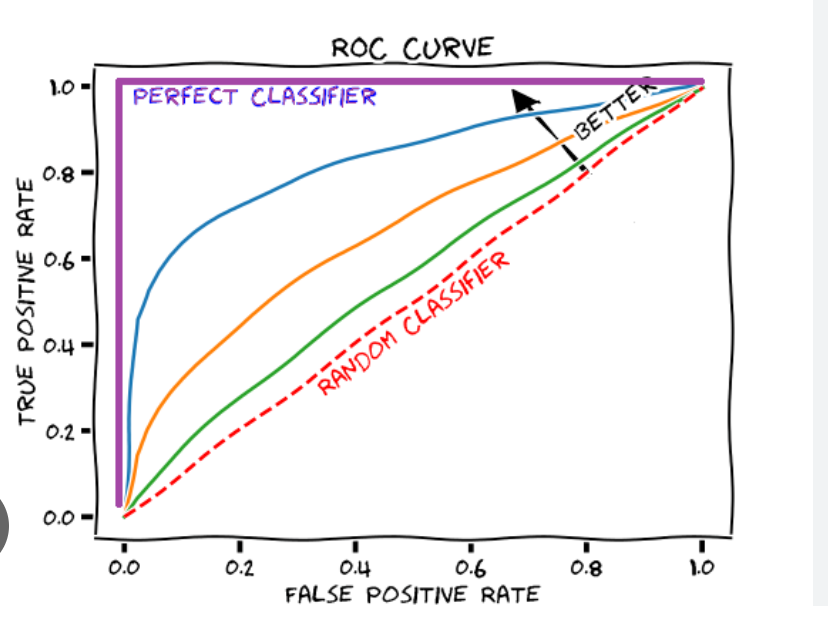 ROC CURVE
PERFECT CLASSIFIER
BETTER
RANDOM CLASSIFIER
TRUE POSITIVE RATE
1.0
0.8
0.6
0.4
0.2
0.0
0.0 0.2 0.4 0.6 0.8 1.0
FALSE POSITIVE RATE